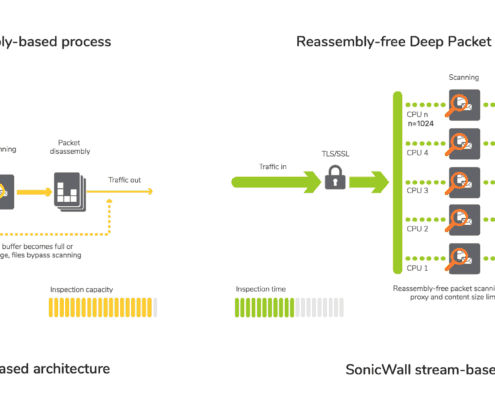 bly-based process
Reassembly-free Deep Packet
Scanning
CPU n
n=1024
nning
Packet
disassembly
TLS/SSL
CPU 4
Traffic out
Traffic in
CPU 3
CPU 2
buffer becomes full or
ge, files bypass scanning
CPU 1
Inspection capacity
Inspection time
Reassembly-free packet scannin
proxy and content size lim
ased architecture
SonicWall stream-base